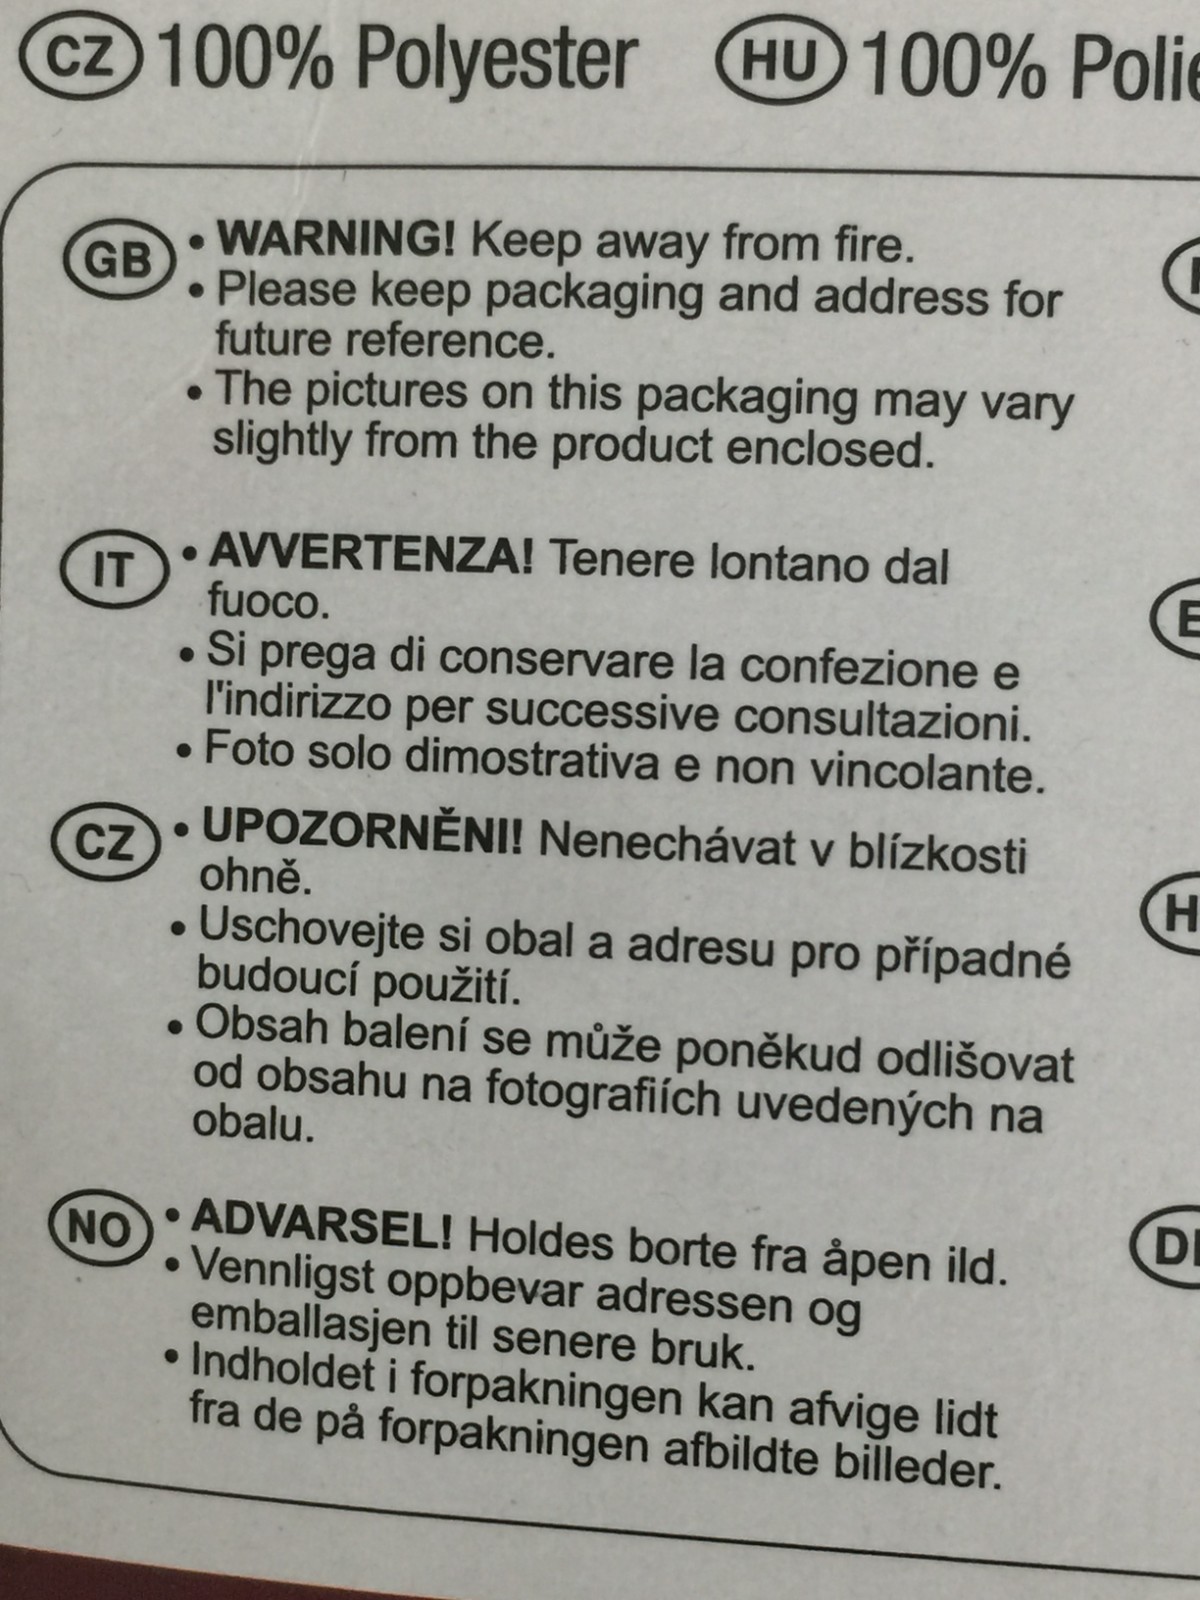 CZ 100% Polyester HU 100%
GB • WARNING! Keep away from fire.
• Please keep packaging and address for
future reference.
• The pictures on this packaging may vary
slightly from the product enclosed.
IT • AVVERTENZA! Tenere lontano dal
fuoco.
• Si prega di conservare la confezione e
l'indirizzo per successive consultazioni.
• Foto solo dimostrativa e non vincolante.
CZ • UPOZORNĚNI! Nenechávat v blízkosti
ohně.
• Uschovejte si obal a adresu pro případné
budoucí použití.
• Obsah balení se může poněkud odlišovat
od obsahu na fotografiích uvedených na
obalu.
NO • ADVARSEL! Holdes borte fra åpen ild.
• Vennligst oppbevar adressen og
emballasjen til senere bruk.
• Indholdet i forpakningen kan afvige lidt
fra de på forpakningen afbildte billeder.